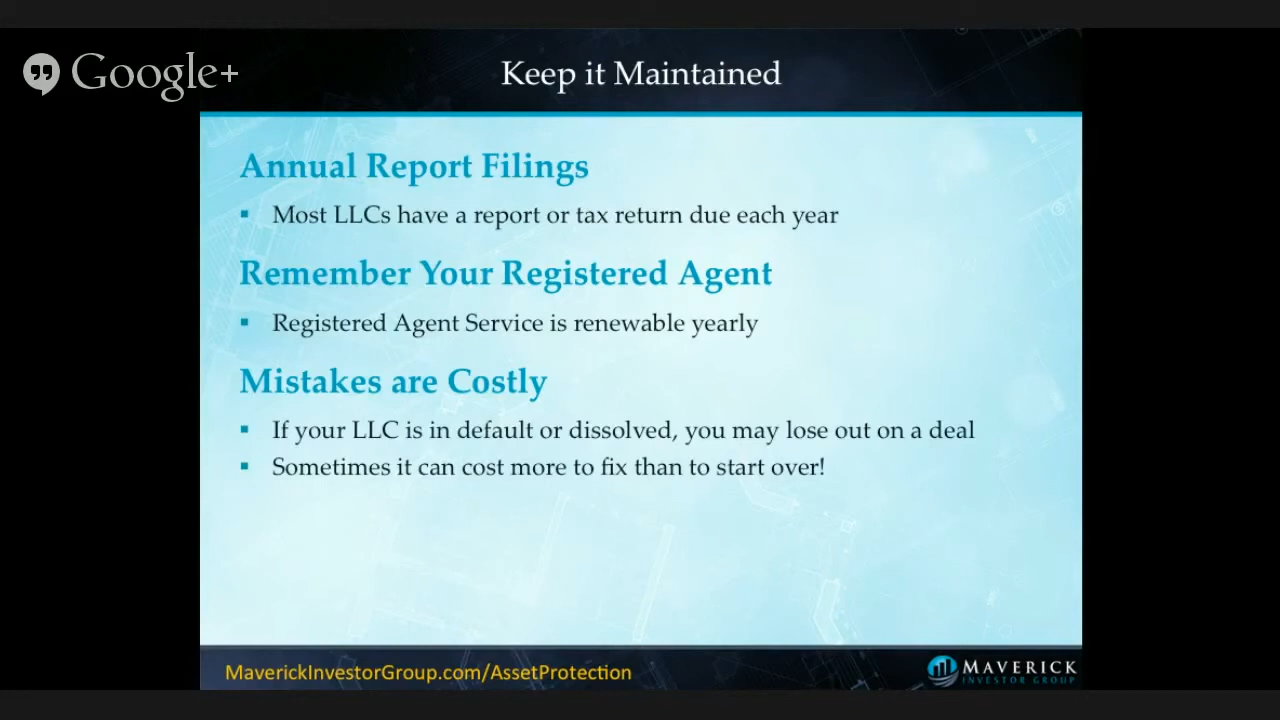 Google+
Keep it Maintained
Annual Report Filings
▪ Most LLCs have a report or tax return due each year
Remember Your Registered Agent
▪ Registered Agent Service is renewable yearly
Mistakes are Costly
▪ If your LLC is in default or dissolved, you may lose out on a deal
▪ Sometimes it can cost more to fix than to start over!
MaverickInvestorGroup.com/AssetProtection
MAVERICK
INVESTOR GROUP